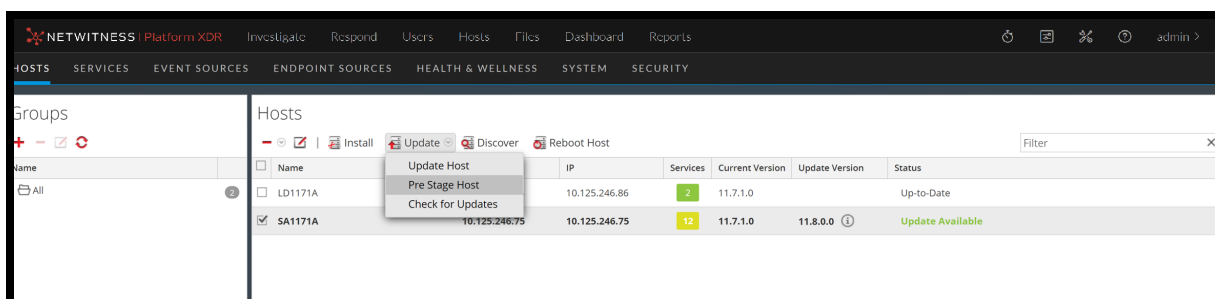 NETWITNESS | Platform XDR Investigate Respond Users Hosts Files Dashboard Reports admin >
HOSTS SERVICES EVENT SOURCES ENDPOINT SOURCES HEALTH & WELLNESS SYSTEM SECURITY
Groups
Name
All 2
Hosts
Install Update Discover Reboot Host Filter
Name IP Services Current Version Update Version Status
Update Host
Pre Stage Host
Check for Updates
LD1171A 10.125.246.86 2 11.7.1.0 Up-to-Date
SA1171A 10.125.246.75 10.125.246.75 12 11.7.1.0 11.8.0.0 Update Available